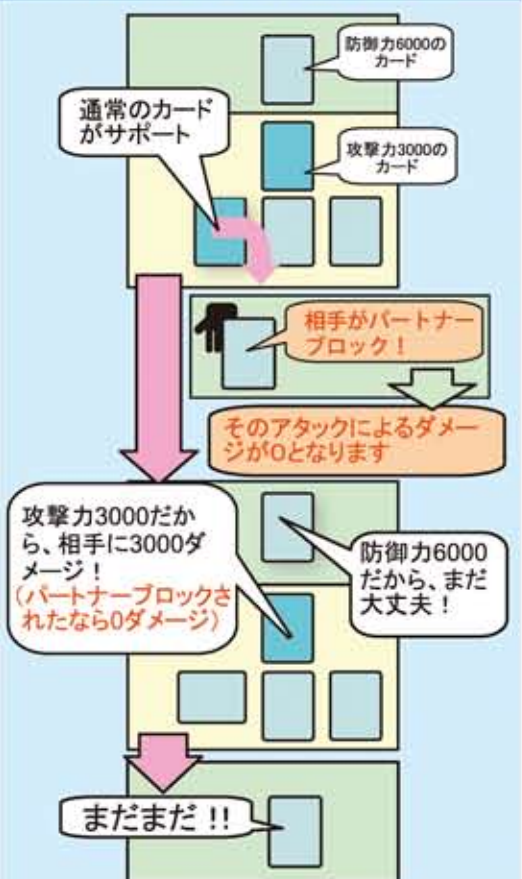 防御力6000の
カード
通常のカード
がサポート
攻撃力3000の
カード
相手がパートナー
ブロック！
そのアタックによるダメー
ジが0となります
攻撃力3000だか
ら、相手に3000ダ
メージ！
（パートナーブロックさ
れたなら0ダメージ）
防御力6000
だから、まだ
大丈夫！
まだまだ !!